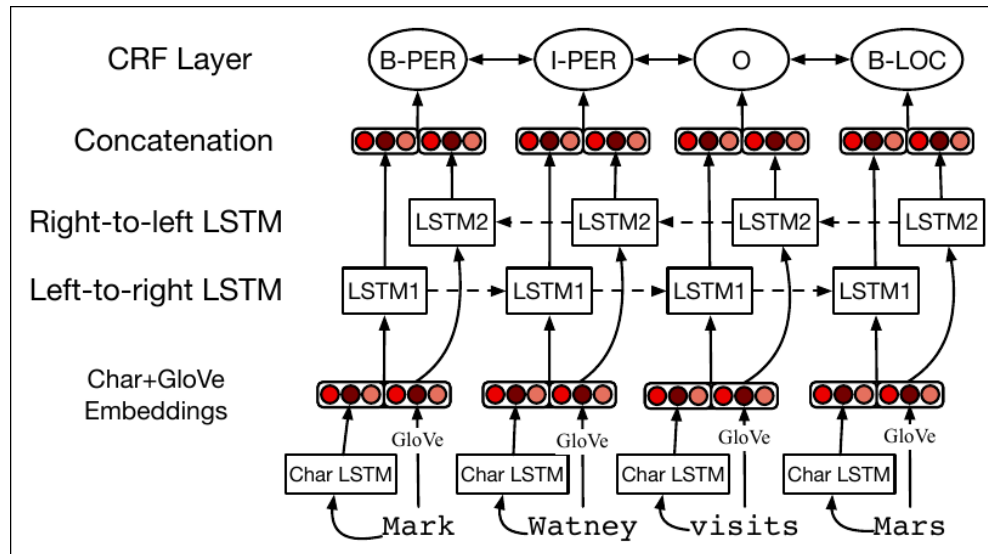 CRF Layer B-PER I-PER O B-LOC
Concatenation
Right-to-left LSTM LSTM2 LSTM2 LSTM2 LSTM2
Left-to-right LSTM LSTM1 LSTM1 LSTM1 LSTM1
Char+GloVe
Embeddings
GloVe GloVe GloVe GloVe
Char LSTM Char LSTM Char LSTM Char LSTM
Mark Watney visits Mars